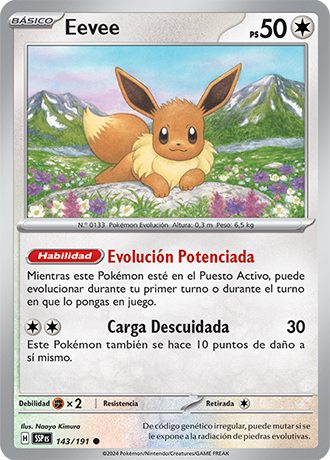 BÁSICO Eevee PS 50
N.º 0133 Pokémon Evolución Altura: 0,3 m Peso: 6,5 kg
Habilidad Evolución Potenciada
Mientras este Pokémon esté en el Puesto Activo, puede
evolucionar durante tu primer turno o durante el turno
en que lo pongas en juego.
Carga Descuidada 30
Este Pokémon también se hace 10 puntos de daño a
sí mismo.
Debilidad ×2 Resistencia Retirada
Ilus. Naoyo Kimura
H SSP ES 143/191
De código genético irregular, puede mutar si se
le expone a la radiación de piedras evolutivas.
©2024 Pokémon/Nintendo/Creatures/GAME FREAK